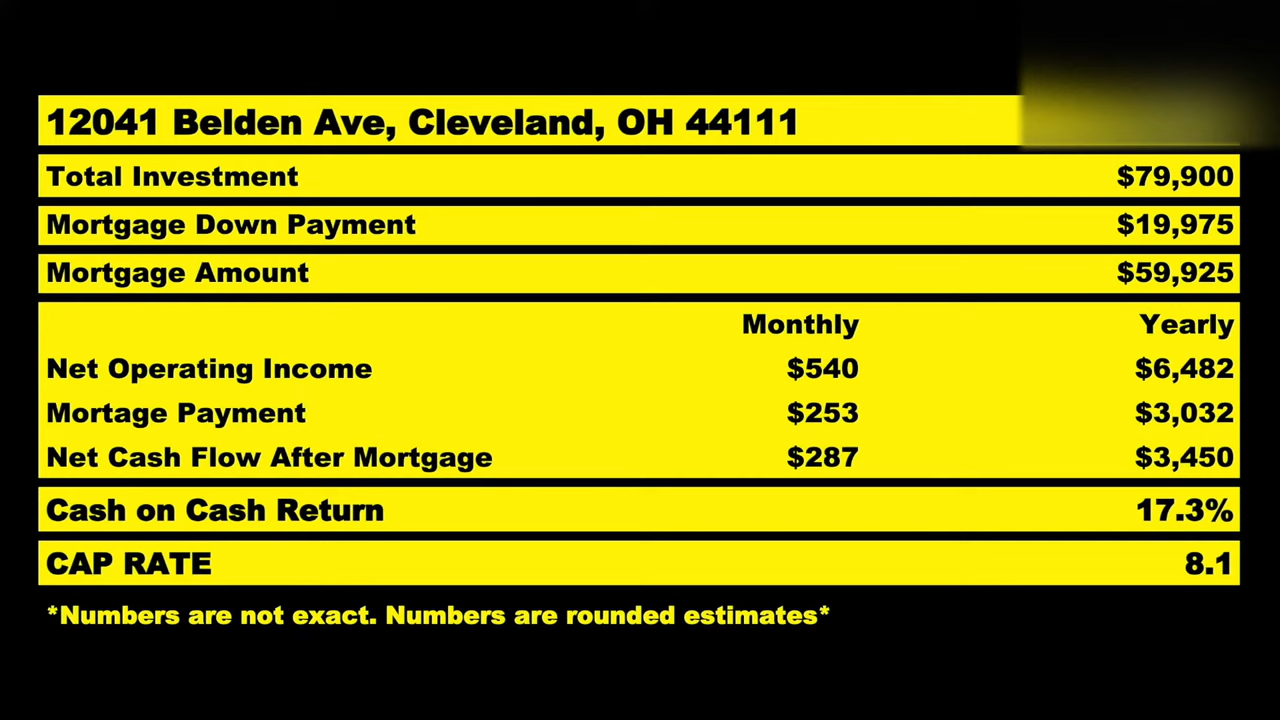 12041 Belden Ave, Cleveland, OH 44111
Total Investment $79,900
Mortgage Down Payment $19,975
Mortgage Amount $59,925
Monthly Yearly
Net Operating Income $540 $6,482
Mortage Payment $253 $3,032
Net Cash Flow After Mortgage $287 $3,450
Cash on Cash Return 17.3%
CAP RATE 8.1
*Numbers are not exact. Numbers are rounded estimates*